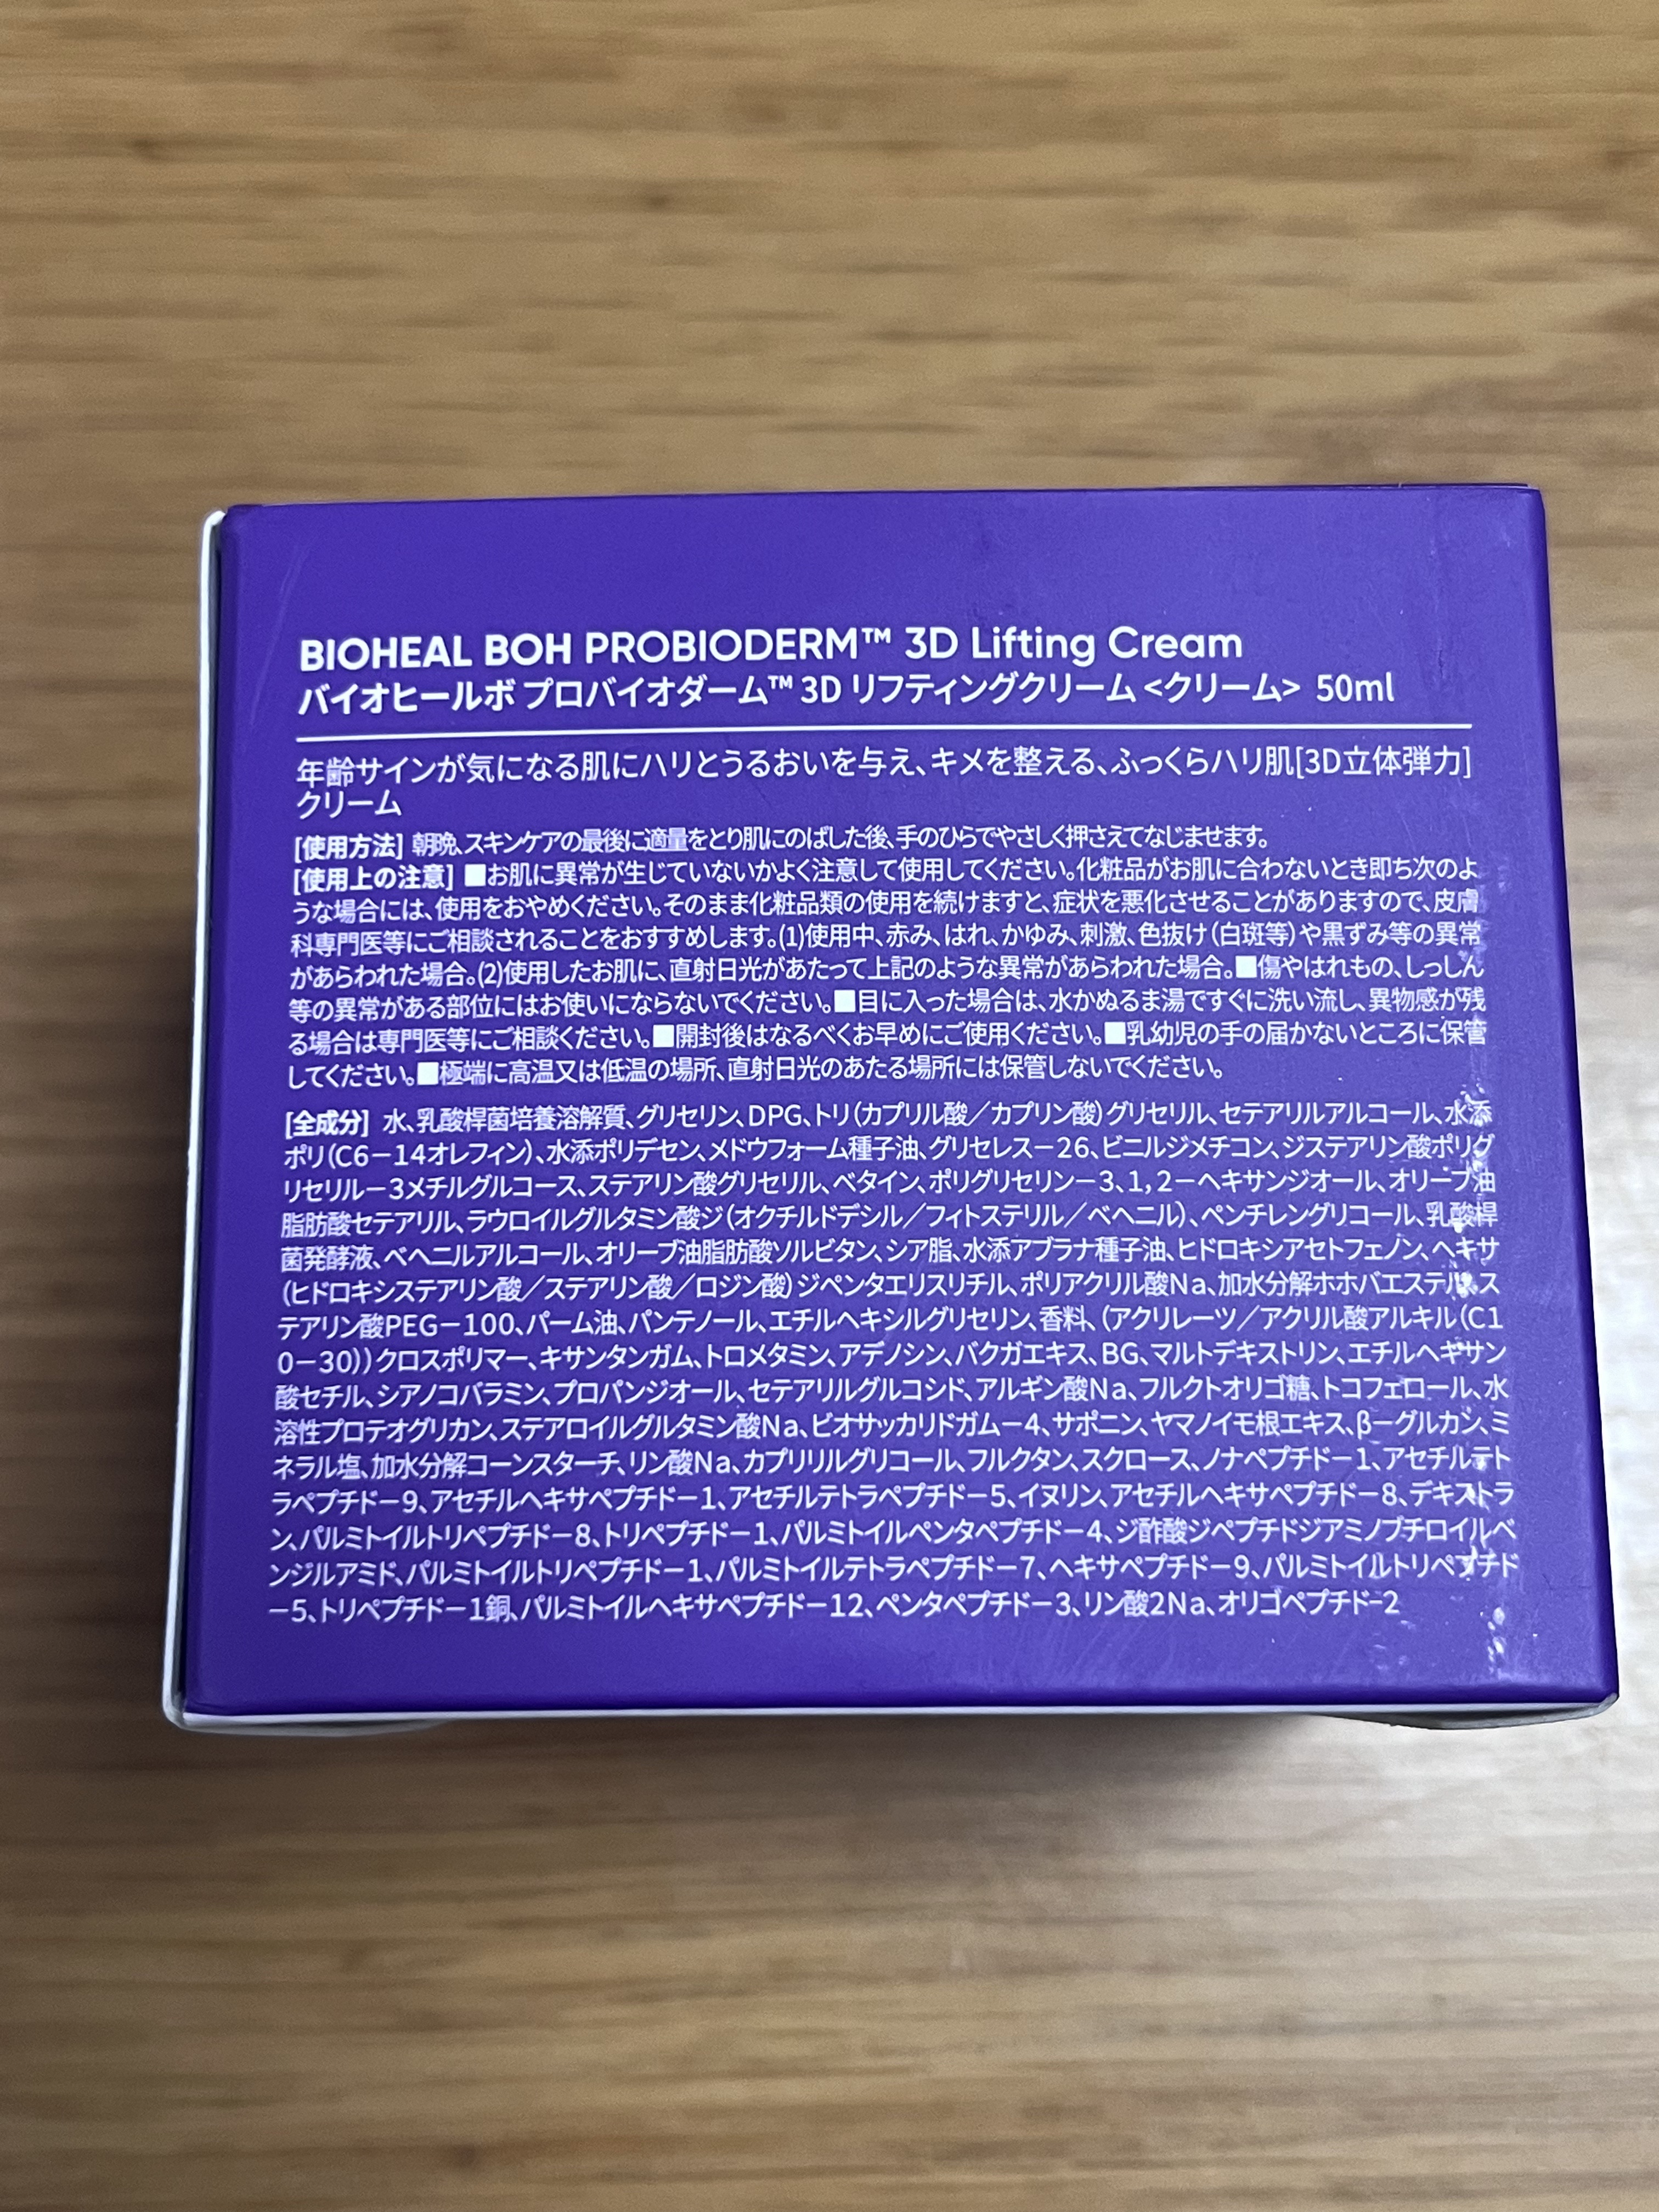 BIOHEAL BOH PROBIODERM™ 3D Lifting Cream
バイオヒールボ プロバイオダーム™ 3D リフティングクリーム <クリーム> 50ml
年齢サインが気になる肌にハリとうるおいを与え、キメを整える、ふっくらハリ肌[3D立体弾力]
クリーム
[使用方法] 朝晩、スキンケアの最後に適量をとり肌にのばした後、手のひらでやさしく押さえてなじませます。
[使用上の注意] ■お肌に異常が生じていないかよく注意して使用してください。化粧品がお肌に合わないとき即ち次のよ
うな場合には、使用をおやめください。そのまま化粧品類の使用を続けますと、症状を悪化させることがありますので、皮膚
科専門医等にご相談されることをおすすめします。(1)使用中、赤み、はれ、かゆみ、刺激、色抜け(白斑等)や黒ずみ等の異常
があらわれた場合。(2)使用したお肌に、直射日光があたって上記のような異常があらわれた場合。■傷やはれもの、しっしん
等の異常がある部位にはお使いにならないでください。■目に入った場合は、水かぬるま湯ですぐに洗い流し、異物感が残
る場合は専門医等にご相談ください。■開封後はなるべくお早めにご使用ください。■乳幼児の手の届かないところに保管
してください。■極端に高温又は低温の場所、直射日光のあたる場所には保管しないでください。
[全成分] 水、乳酸桿菌培養溶解質、グリセリン、DPG、トリ(カプリル酸/カプリン酸)グリセリル、セテアリルアルコール、水添
ポリ(C6-14オレフィン)、水添ポリデセン、メドウフォーム種子油、グリセレス-26、ビニルジメチコン、ジステアリン酸ポリグ
リセリル-3メチルグルコース、ステアリン酸グリセリル、ベタイン、ポリグリセリン-3、1,2-ヘキサンジオール、オリーブ油
脂肪酸セテアリル、ラウロイルグルタミン酸ジ(オクチルドデシル/フィトステリル/ベヘニル)、ペンチレングリコール、乳酸桿
菌発酵液、ベヘニルアルコール、オリーブ油脂肪酸ソルビタン、シア脂、水添アブラナ種子油、ヒドロキシアセトフェノン、ヘキサ
(ヒドロキシステアリン酸/ステアリン酸/ロジン酸)ジペンタエリスリチル、ポリアクリル酸Na、加水分解ホホバエステル、ス
テアリン酸PEG-100、パーム油、パンテノール、エチルヘキシルグリセリン、香料、(アクリレーツ/アクリル酸アルキル(C1
0-30))クロスポリマー、キサンタンガム、トロメタミン、アデノシン、バクガエキス、BG、マルトデキストリン、エチルヘキサン
酸セチル、シアノコバラミン、プロパンジオール、セテアリルグルコシド、アルギン酸Na、フルクトオリゴ糖、トコフェロール、水
溶性プロテオグリカン、ステアロイルグルタミン酸Na、ビオサッカリドガム-4、サポニン、ヤマノイモ根エキス、β-グルカン、ミ
ネラル塩、加水分解コーンスターチ、リン酸Na、カプリリルグリコール、フルクタン、スクロース、ノナペプチド-1、アセチルテト
ラペプチド-9、アセチルヘキサペプチド-1、アセチルテトラペプチド-5、イヌリン、アセチルヘキサペプチド-8、デキストラ
ン、パルミトイルトリペプチド-8、トリペプチド-1、パルミトイルペンタペプチド-4、ジ酢酸ジペプチドジアミノブチロイルベ
ンジルアミド、パルミトイルトリペプチド-1、パルミトイルテトラペプチド-7、ヘキサペプチド-9、パルミトイルトリペプチド
-5、トリペプチド-1銅、パルミトイルヘキサペプチド-12、ペンタペプチド-3、リン酸2Na、オリゴペプチド-2